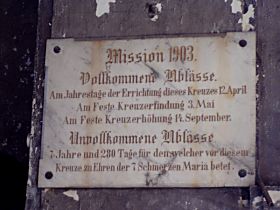 Mission 1903.
Vollkommene Ablässe.
Am Jahrestage der Errichtung dieses Kreuzes 12. April
Am Feste Kreuzerfindung 3. Mai
Am Feste Kreuzerhöhung 14. September.
Unvollkommene Ablässe
7 Jahre und 280 Tage für den, welcher vor diesem
Kreuze zu Ehren der 7 Schmerzen Mariä betet.